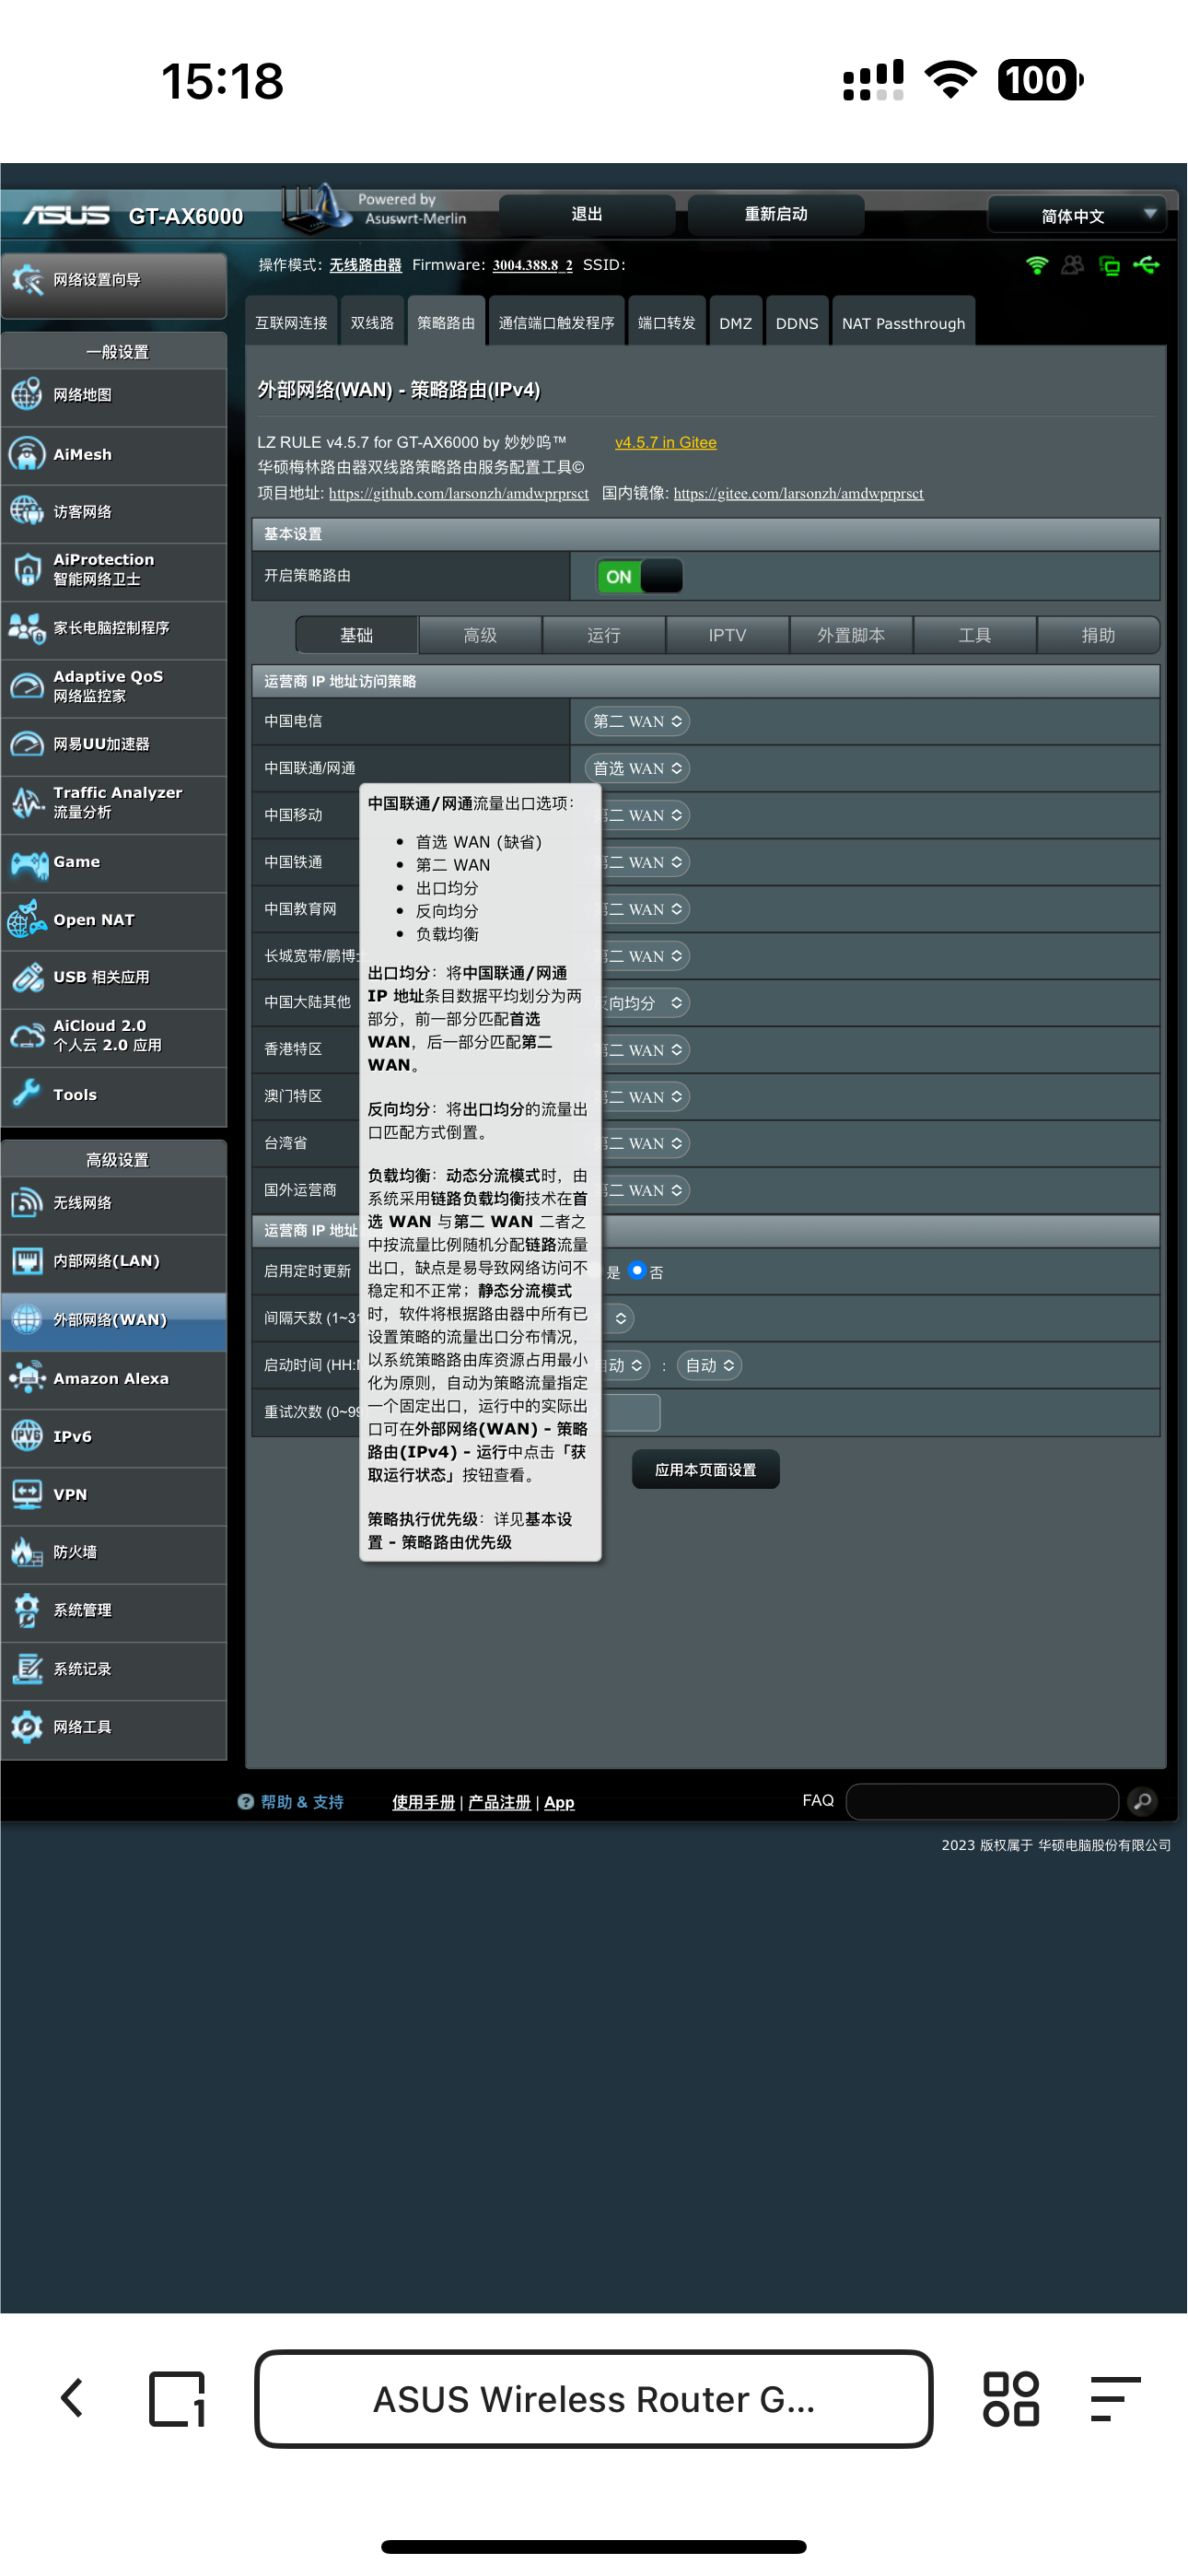 15:18
100
ASUS GT-AX6000
Powered by
Asuswrt-Merlin
退出
重新启动
简体中文
网络设置向导
操作模式: 无线路由器 Firmware: 3004.388.8_2 SSID:
互联网连接
双线路
策略路由
通信端口触发程序
端口转发
DMZ
DDNS
NAT Passthrough
一般设置
网络地图
AiMesh
访客网络
AiProtection
智能网络卫士
家长电脑控制程序
Adaptive QoS
网络监控家
网易UU加速器
Traffic Analyzer
流量分析
Game
Open NAT
USB 相关应用
AiCloud 2.0
个人云 2.0 应用
Tools
高级设置
无线网络
内部网络(LAN)
外部网络(WAN)
Amazon Alexa
IPv6
VPN
防火墙
系统管理
系统记录
网络工具
外部网络(WAN) - 策略路由(IPv4)
LZ RULE v4.5.7 for GT-AX6000 by 妙妙呜™ v4.5.7 in Gitee
华硕梅林路由器双线路策略路由服务配置工具©
项目地址: https://github.com/larsonzh/amdwprprsct 国内镜像: https://gitee.com/larsonzh/amdwprprsct
基本设置
开启策略路由 ON
基础
高级
运行
IPTV
外置脚本
工具
捐助
运营商 IP 地址访问策略
中国电信 第二 WAN
中国联通/网通 首选 WAN
中国移动 二 WAN
中国铁通 二 WAN
中国教育网 二 WAN
长城宽带/鹏博 二 WAN
中国大陆其他 向均分
香港特区 二 WAN
澳门特区 二 WAN
台湾省 二 WAN
国外运营商 二 WAN
运营商 IP 地址
启用定时更新 是 否
间隔天数 (1~31
启动时间 (HH: 动 : 自动
重试次数 (0~99
应用本页面设置
中国联通/网通流量出口选项:
• 首选 WAN (缺省)
• 第二 WAN
• 出口均分
• 反向均分
• 负载均衡
出口均分: 将中国联通/网通
IP 地址条目数据平均划分为两
部分，前一部分匹配首选
WAN，后一部分匹配第二
WAN。
反向均分: 将出口均分的流量出
口匹配方式倒置。
负载均衡: 动态分流模式时，由
系统采用链路负载均衡技术在首
选 WAN 与第二 WAN 二者之
中按流量比例随机分配链路流量
出口，缺点是易导致网络访问不
稳定和不正常；静态分流模式
时，软件将根据路由器中所有已
设置策略的流量出口分布情况，
以系统策略路由库资源占用最小
化为原则，自动为策略流量指定
一个固定出口，运行中的实际出
口可在外部网络(WAN) - 策略
路由(IPv4) - 运行中点击「获
取运行状态」按钮查看。
策略执行优先级: 详见基本设
置 - 策略路由优先级
帮助 & 支持
使用手册 | 产品注册 | App
FAQ
2023 版权属于 华硕电脑股份有限公司
1
ASUS Wireless Router G...